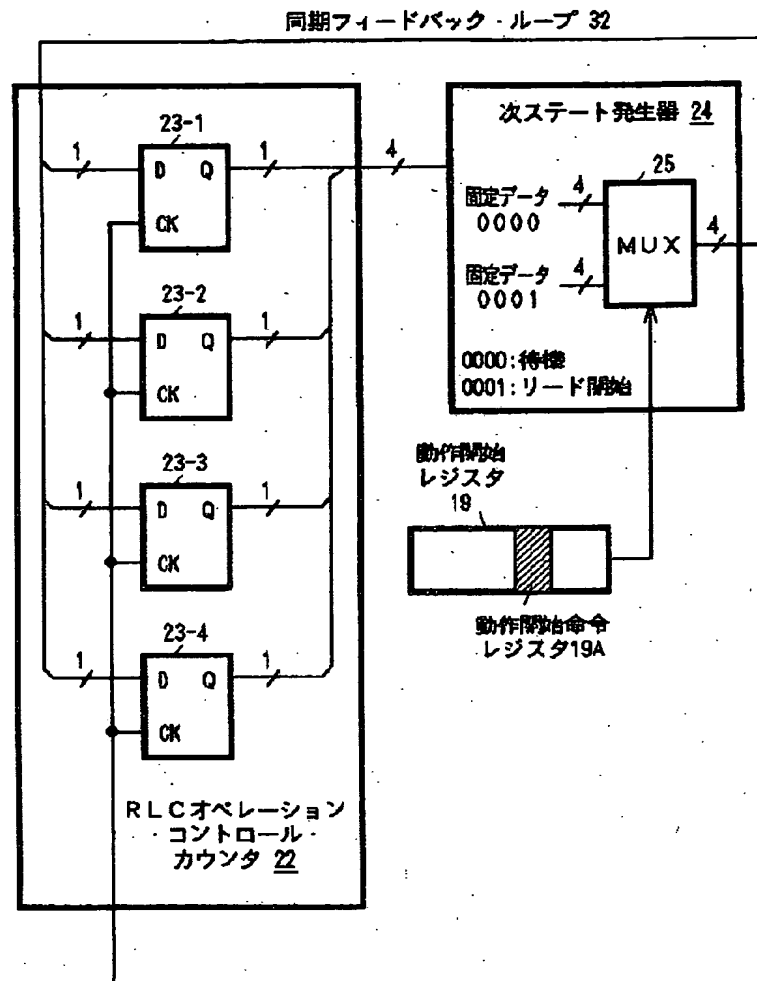 同期フィードバック・ループ 32
23-1
1
D Q
1
CK
4
次ステート発生器 24
25
固定データ
0000
4
MUX
4
固定データ
0001
4
0000:待機
0001:リード開始
23-2
1
D Q
1
CK
動作開始
レジスタ
19
23-3
1
D Q
1
CK
動作開始命令
レジスタ19A
23-4
1
D Q
1
CK
RLCオペレーション
コントロール
カウンタ 22